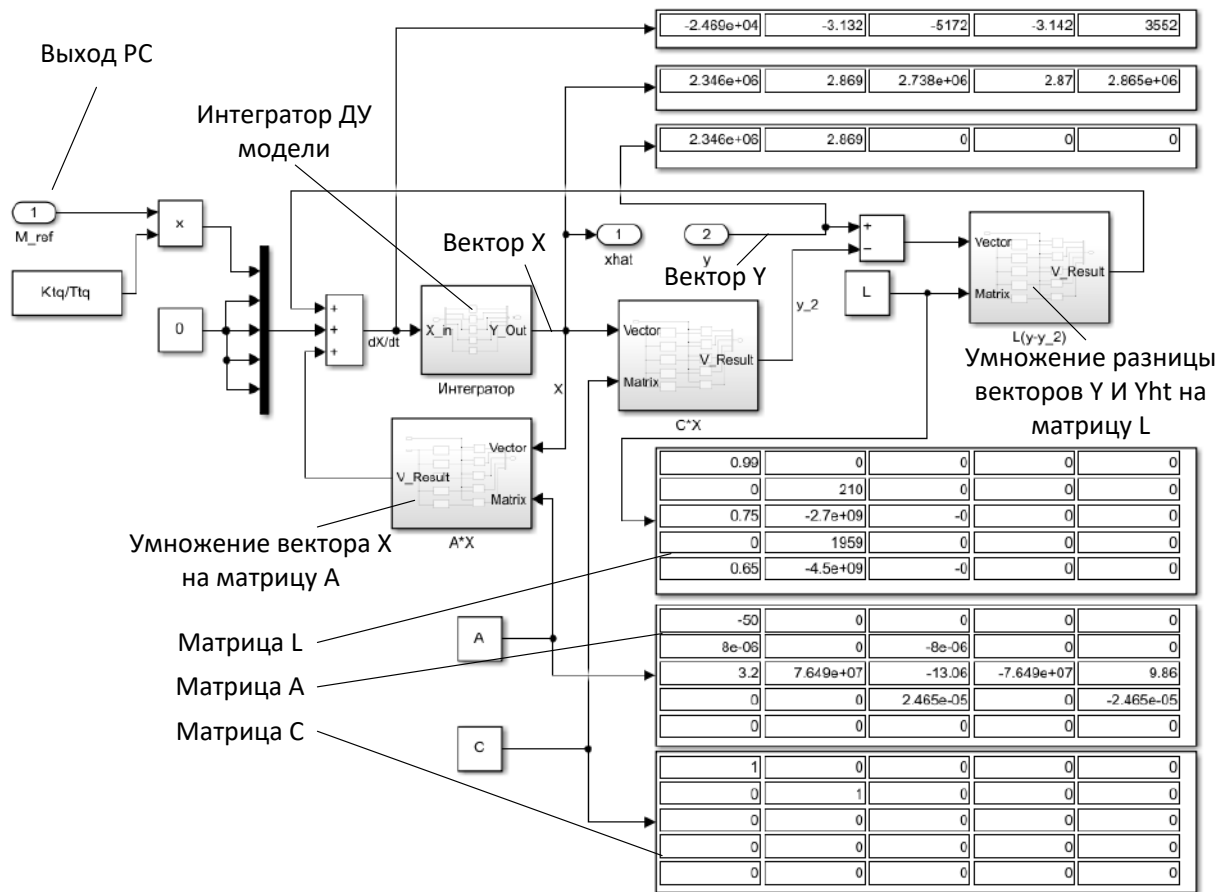 -2.469e+04 -3.132 -5172 -3.142 3552
Выход РС
2.346e+06 2.869 2.738e+06 2.87 2.865e+06
Интегратор ДУ
модели
2.346e+06 2.869 0 0 0
1
M_ref
×
Ktq/Ttq
0
+
+
+
dX/dt
X_in Y_Out
Интегратор
Вектор X
X
1
xhat
2
y
Вектор Y
+
−
L
Vector
Matrix
V_Result
L(y-y_2)
y_2
Vector
Matrix
V_Result
C*X
Умножение разницы
векторов Y И Yht на
матрицу L
Vector
V_Result
Matrix
A*X
Умножение вектора X
на матрицу А
0.99 0 0 0 0
0 210 0 0 0
0.75 -2.7e+09 -0 0 0
0 1959 0 0 0
0.65 -4.5e+09 -0 0 0
A
Матрица L
Матрица А
Матрица С
-50 0 0 0 0
8e-06 0 -8e-06 0 0
3.2 7.649e+07 -13.06 -7.649e+07 9.86
0 0 2.465e-05 0 -2.465e-05
0 0 0 0 0
C
1 0 0 0 0
0 1 0 0 0
0 0 0 0 0
0 0 0 0 0
0 0 0 0 0